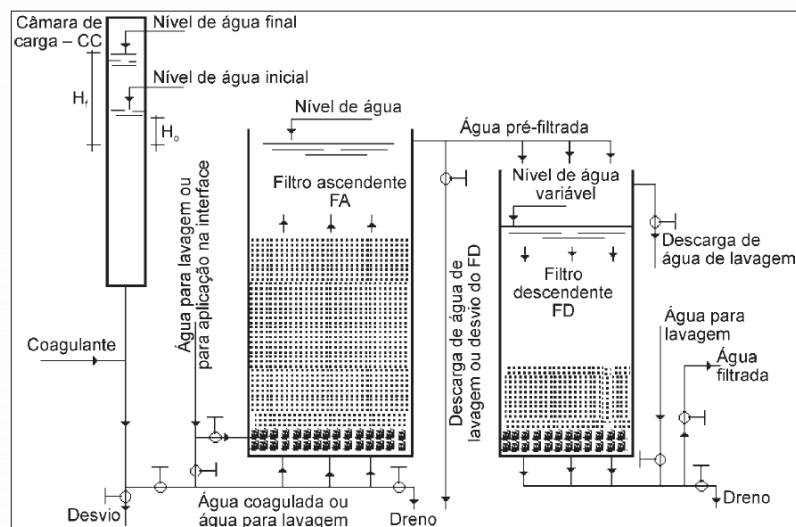 Câmara de
carga – CC
Nível de água final
Nível de água inicial
Hf
Ho
Nível de água
Água pré-filtrada
Filtro ascendente
FA
Nível de água
variável
Filtro
descendente
FD
Descarga de
água de lavagem
Água para
lavagem
Água
filtrada
Água para lavagem ou
para aplicação na interface
Descarga de água de
lavagem ou desvio do FD
Coagulante
Desvio
Água coagulada ou
água para lavagem
Dreno
Dreno